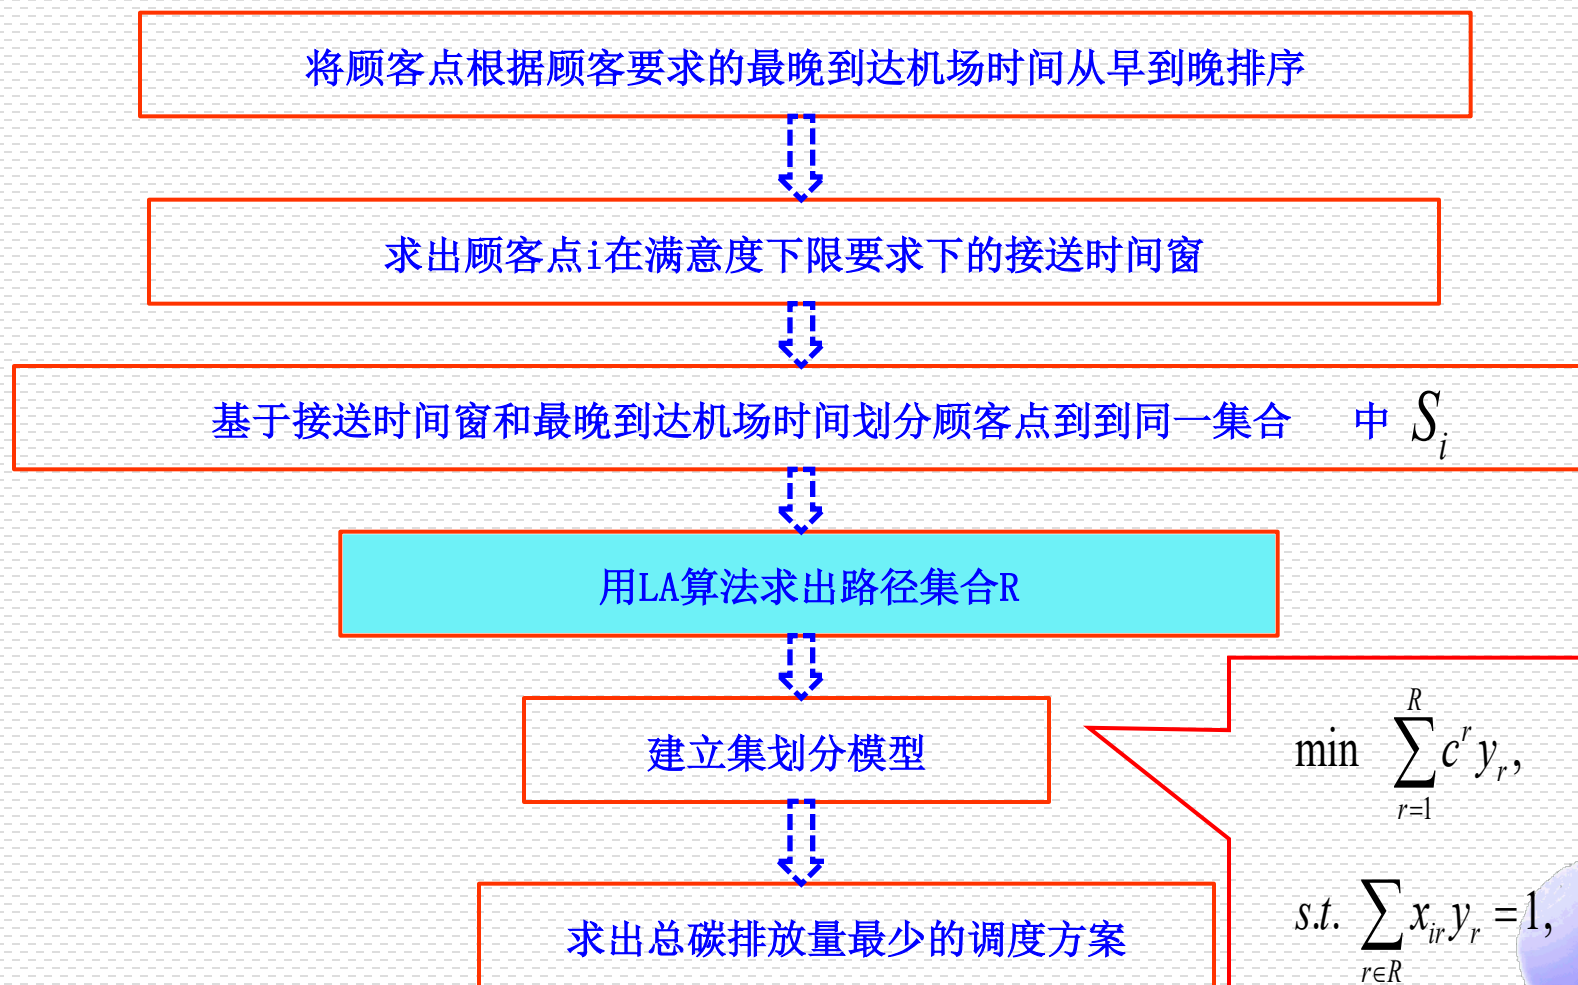 将顾客点根据顾客要求的最晚到达机场时间从早到晚排序
求出顾客点i在满意度下限要求下的接送时间窗
基于接送时间窗和最晚到达机场时间划分顾客点到到同一集合 中 S_i
用LA算法求出路径集合R
建立集划分模型
min \sum_{r=1}^{R} c^r y_r,
s.t. \sum_{r∈R} x_{ir} y_r = 1,
求出总碳排放量最少的调度方案